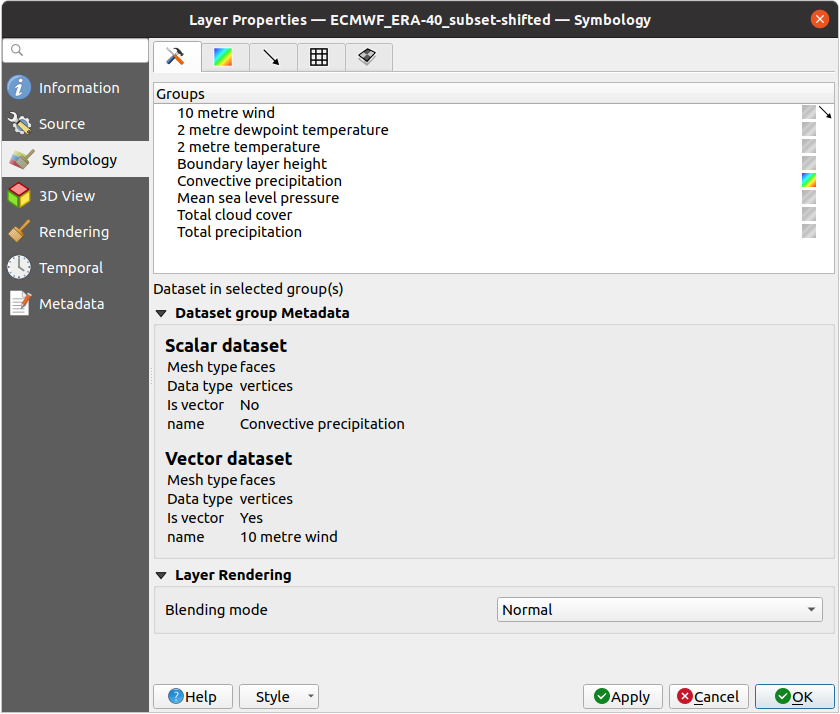 Layer Properties — ECMWF_ERA-40_subset-shifted — Symbology
Information
Source
Symbology
3D View
Rendering
Temporal
Metadata
Groups
10 metre wind
2 metre dewpoint temperature
2 metre temperature
Boundary layer height
Convective precipitation
Mean sea level pressure
Total cloud cover
Total precipitation
Dataset in selected group(s)
Dataset group Metadata
Scalar dataset
Mesh type faces
Data type vertices
Is vector No
name Convective precipitation
Vector dataset
Mesh type faces
Data type vertices
Is vector Yes
name 10 metre wind
Layer Rendering
Blending mode Normal
Help Style Apply Cancel OK